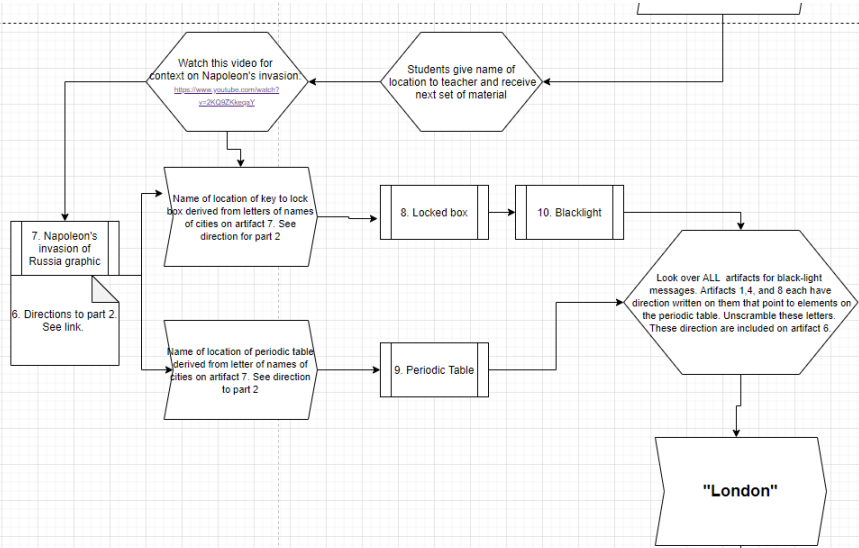 Watch this video for
context on Napoleon's invasion:
https://www.youtube.com/watch?
v=2KQ9ZKkeqaY
Students give name of
location to teacher and receive
next set of material
Name of location of key to lock
box derived from letters of names
of cities on artifact 7. See
direction for part 2
8. Locked box
10. Blacklight
7. Napoleon's
invasion of
Russia graphic
6. Directions to part 2.
See link.
Look over ALL artifacts for black-light
messages. Artifacts 1,4, and 8 each have
direction written on them that point to elements on
the periodic table. Unscramble these letters.
These direction are included on artifact 6.
Name of location of periodic table
derived from letter of names of
cities on artifact 7. See direction
to part 2
9. Periodic Table
"London"